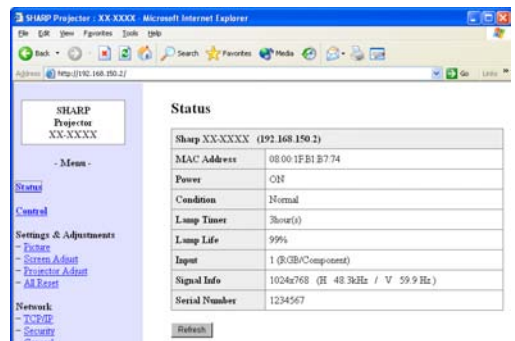 SHARP Projector : XX-XXXX - Microsoft Internet Explorer
File Edit View Favorites Tools Help
Back Search Favorites Media
Address http://192.168.150.2/ Go Links »
SHARP
Projector
XX-XXXX
- Menu -
Status
Control
Settings & Adjustments
- Picture
- Screen Adjust
- Projector Adjust
- All Reset
Network
- TCP/IP
- Security
Status
Sharp XX-XXXX (192.168.150.2)
MAC Address 08:00:1F:B1:B7:74
Power ON
Condition Normal
Lamp Timer 3hour(s)
Lamp Life 99%
Input 1 (RGB/Component)
Signal Info 1024x768 (H 48.3kHz / V 59.9 Hz)
Serial Number 1234567
Refresh